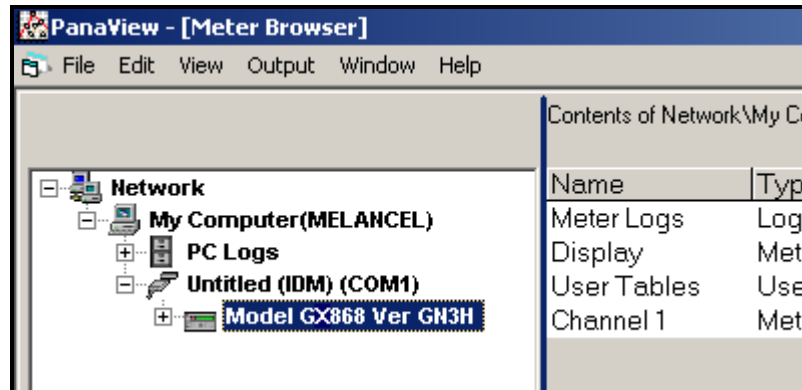 PanaView - [Meter Browser]
File Edit View Output Window Help
Contents of Network\My C
Network
My Computer(MELANCEL)
PC Logs
Untitled (IDM) (COM1)
Model GX868 Ver GN3H
Name Typ
Meter Logs Log
Display Met
User Tables Use
Channel 1 Met